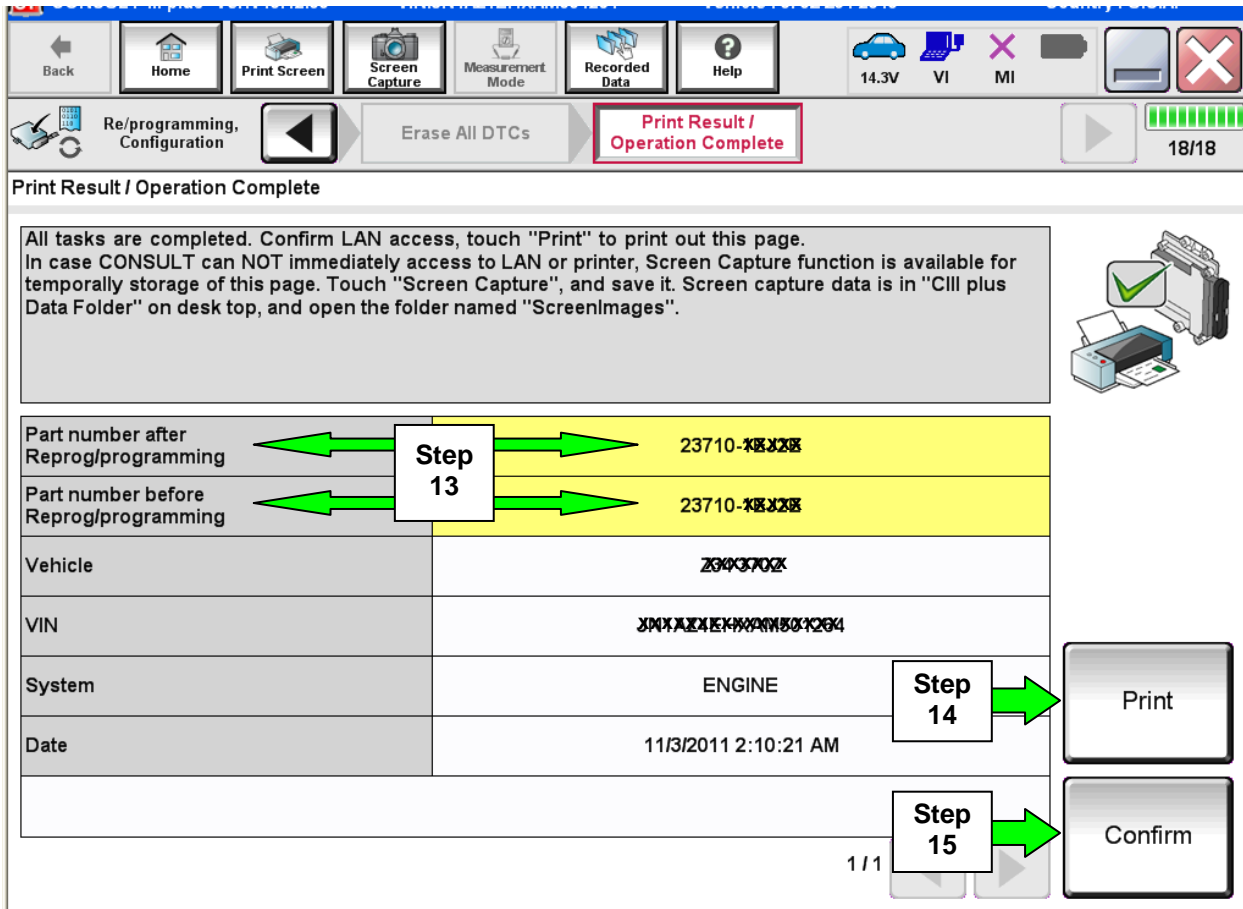 Back
Home
Print Screen
Screen
Capture
Measurement
Mode
Recorded
Data
Help
14.3V VI MI
Re/programming,
Configuration
Erase All DTCs
Print Result /
Operation Complete
18/18
Print Result / Operation Complete
All tasks are completed. Confirm LAN access, touch "Print" to print out this page.
In case CONSULT can NOT immediately access to LAN or printer, Screen Capture function is available for
temporally storage of this page. Touch "Screen Capture", and save it. Screen capture data is in "CIII plus
Data Folder" on desk top, and open the folder named "ScreenImages".
Part number after
Reprog/programming
Step
13
23710-
Part number before
Reprog/programming
23710-
Vehicle
VIN
System
ENGINE
Step
14
Print
Date
11/3/2011 2:10:21 AM
Step
15
Confirm
1/1